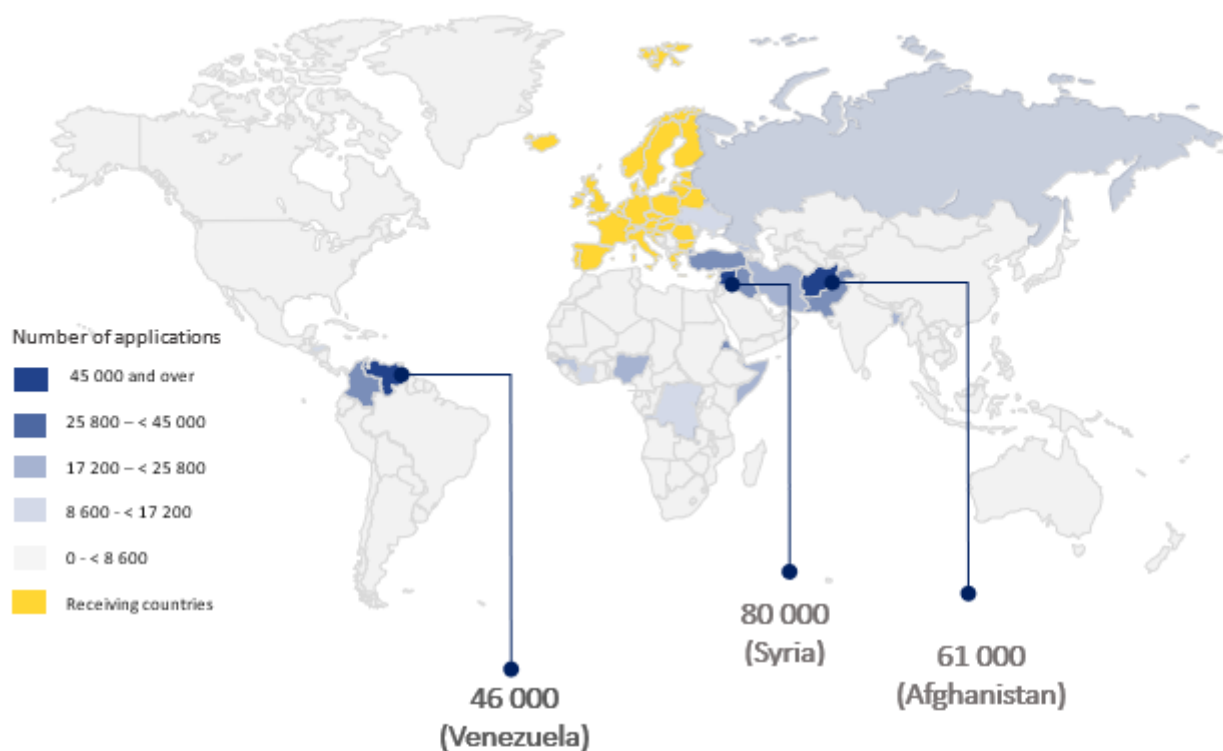 Number of applications
45 000 and over
25 800 – < 45 000
17 200 – < 25 800
8 600 - < 17 200
0 - < 8 600
Receiving countries
46 000
(Venezuela)
80 000
(Syria)
61 000
(Afghanistan)